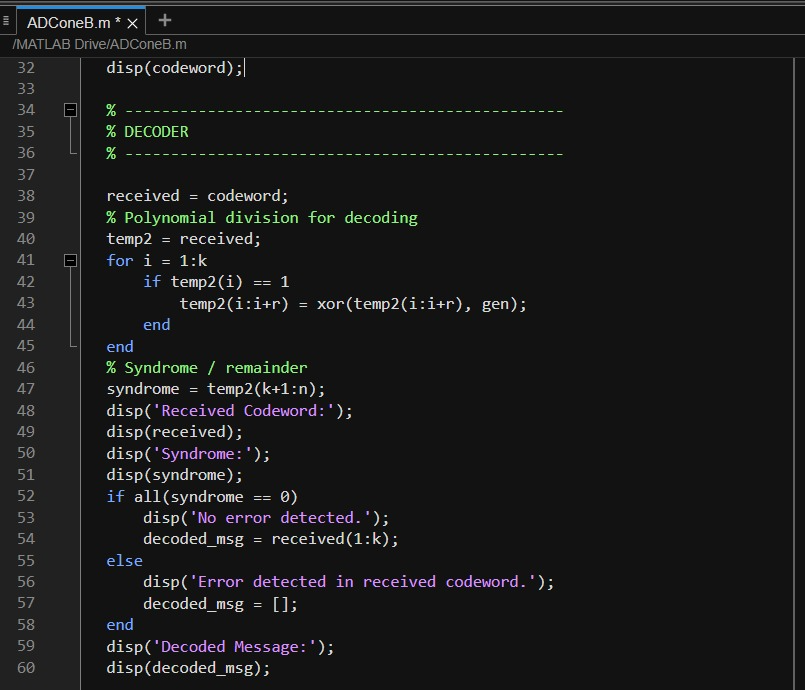 ADConeB.m * × +
/MATLAB Drive/ADConeB.m
32 disp(codeword);
33
34 % ------------------------------------------------
35 % DECODER
36 % ------------------------------------------------
37
38 received = codeword;
39 % Polynomial division for decoding
40 temp2 = received;
41 for i = 1:k
42     if temp2(i) == 1
43         temp2(i:i+r) = xor(temp2(i:i+r), gen);
44     end
45 end
46 % Syndrome / remainder
47 syndrome = temp2(k+1:n);
48 disp('Received Codeword:');
49 disp(received);
50 disp('Syndrome:');
51 disp(syndrome);
52 if all(syndrome == 0)
53     disp('No error detected.');
54     decoded_msg = received(1:k);
55 else
56     disp('Error detected in received codeword.');
57     decoded_msg = [];
58 end
59 disp('Decoded Message:');
60 disp(decoded_msg);